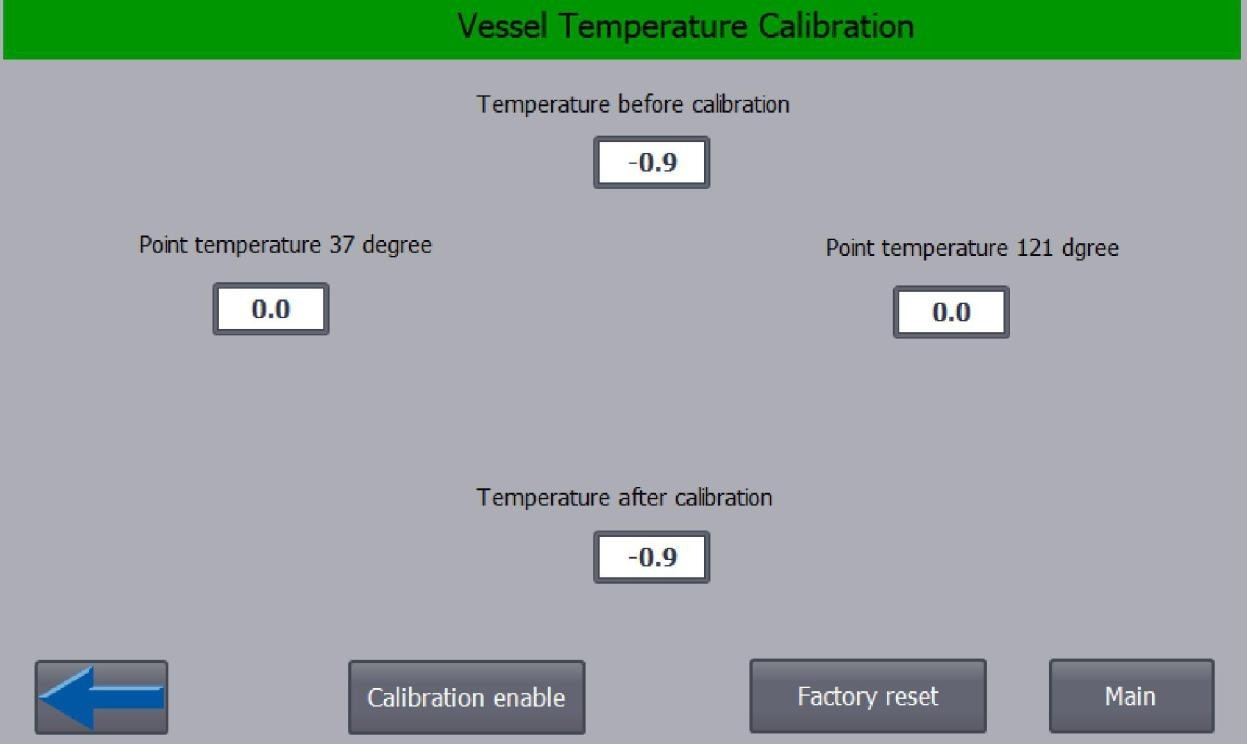 Vessel Temperature Calibration
Temperature before calibration
-0.9
Point temperature 37 degree
Point temperature 121 dgree
0.0
0.0
Temperature after calibration
-0.9
Calibration enable
Factory reset
Main